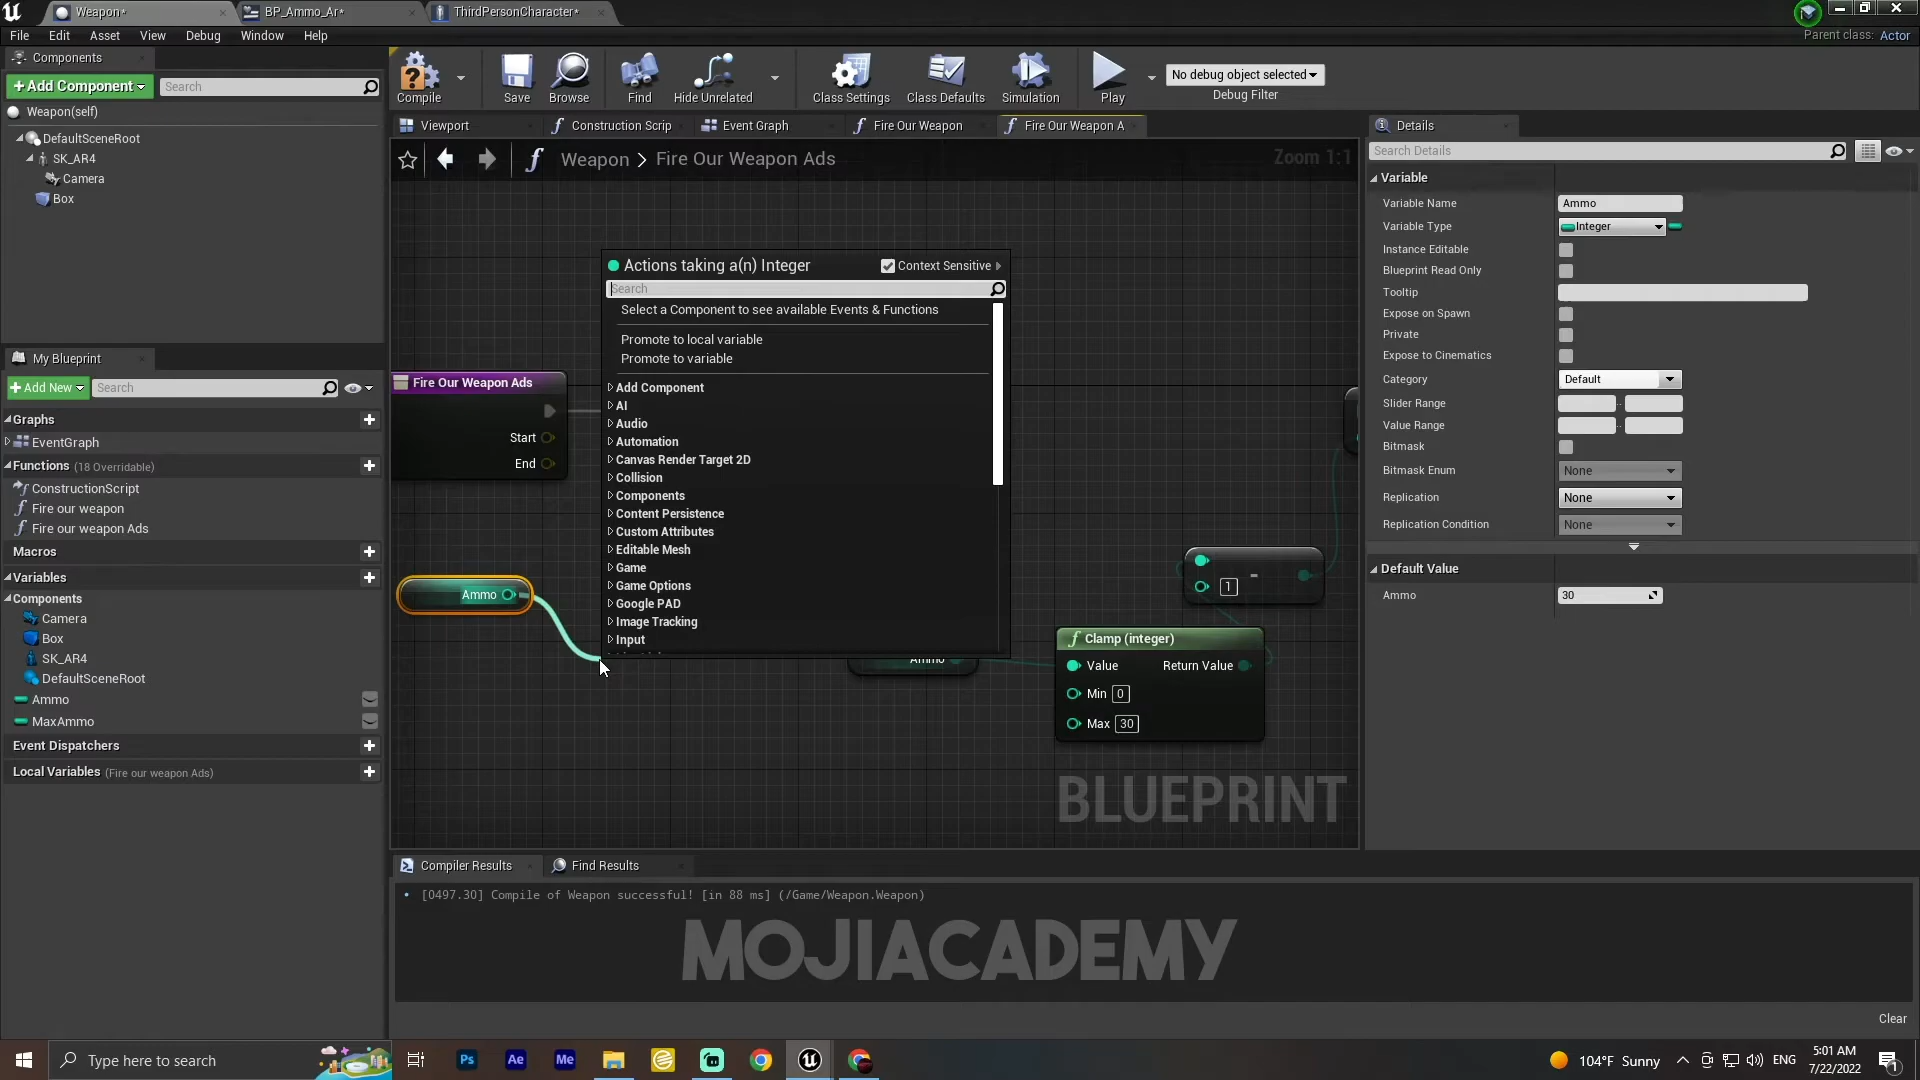 Weapon*
BP_Ammo_Ar*
ThirdPersonCharacter*
File Edit Asset View Debug Window Help
Parent class: Actor
Components
+Add Component
Search
Weapon(self)
DefaultSceneRoot
SK_AR4
Camera
Box
Compile
Save
Browse
Find
Hide Unrelated
Class Settings
Class Defaults
Simulation
Play
No debug object selected
Debug Filter
Viewport
Construction Scrip
Event Graph
Fire Our Weapon
Fire Our Weapon A
Weapon > Fire Our Weapon Ads
Zoom 1:1
My Blueprint
+Add New
Search
Graphs
EventGraph
Functions (18 Overridable)
ConstructionScript
Fire our weapon
Fire our weapon Ads
Macros
Variables
Components
Camera
Box
SK_AR4
DefaultSceneRoot
Ammo
MaxAmmo
Event Dispatchers
Local Variables (Fire our weapon Ads)
Fire Our Weapon Ads
Start
End
Ammo
Actions taking a(n) Integer
Context Sensitive
Search
Select a Component to see available Events & Functions
Promote to local variable
Promote to variable
Add Component
AI
Audio
Automation
Canvas Render Target 2D
Collision
Components
Content Persistence
Custom Attributes
Editable Mesh
Game
Game Options
Google PAD
Image Tracking
Input
Ammo
1
-
Clamp (integer)
Value Return Value
Min 0
Max 30
BLUEPRINT
Details
Search Details
Variable
Variable Name Ammo
Variable Type Integer
Instance Editable
Blueprint Read Only
Tooltip
Expose on Spawn
Private
Expose to Cinematics
Category Default
Slider Range
Value Range
Bitmask
Bitmask Enum None
Replication None
Replication Condition None
Default Value
Ammo 30
Compiler Results
Find Results
[0497.30] Compile of Weapon successful! [in 88 ms] (/Game/Weapon.Weapon)
MOJIACADEMY
Clear
Type here to search
Ps
Ae
Me
104°F Sunny
ENG
5:01 AM
7/22/2022
1